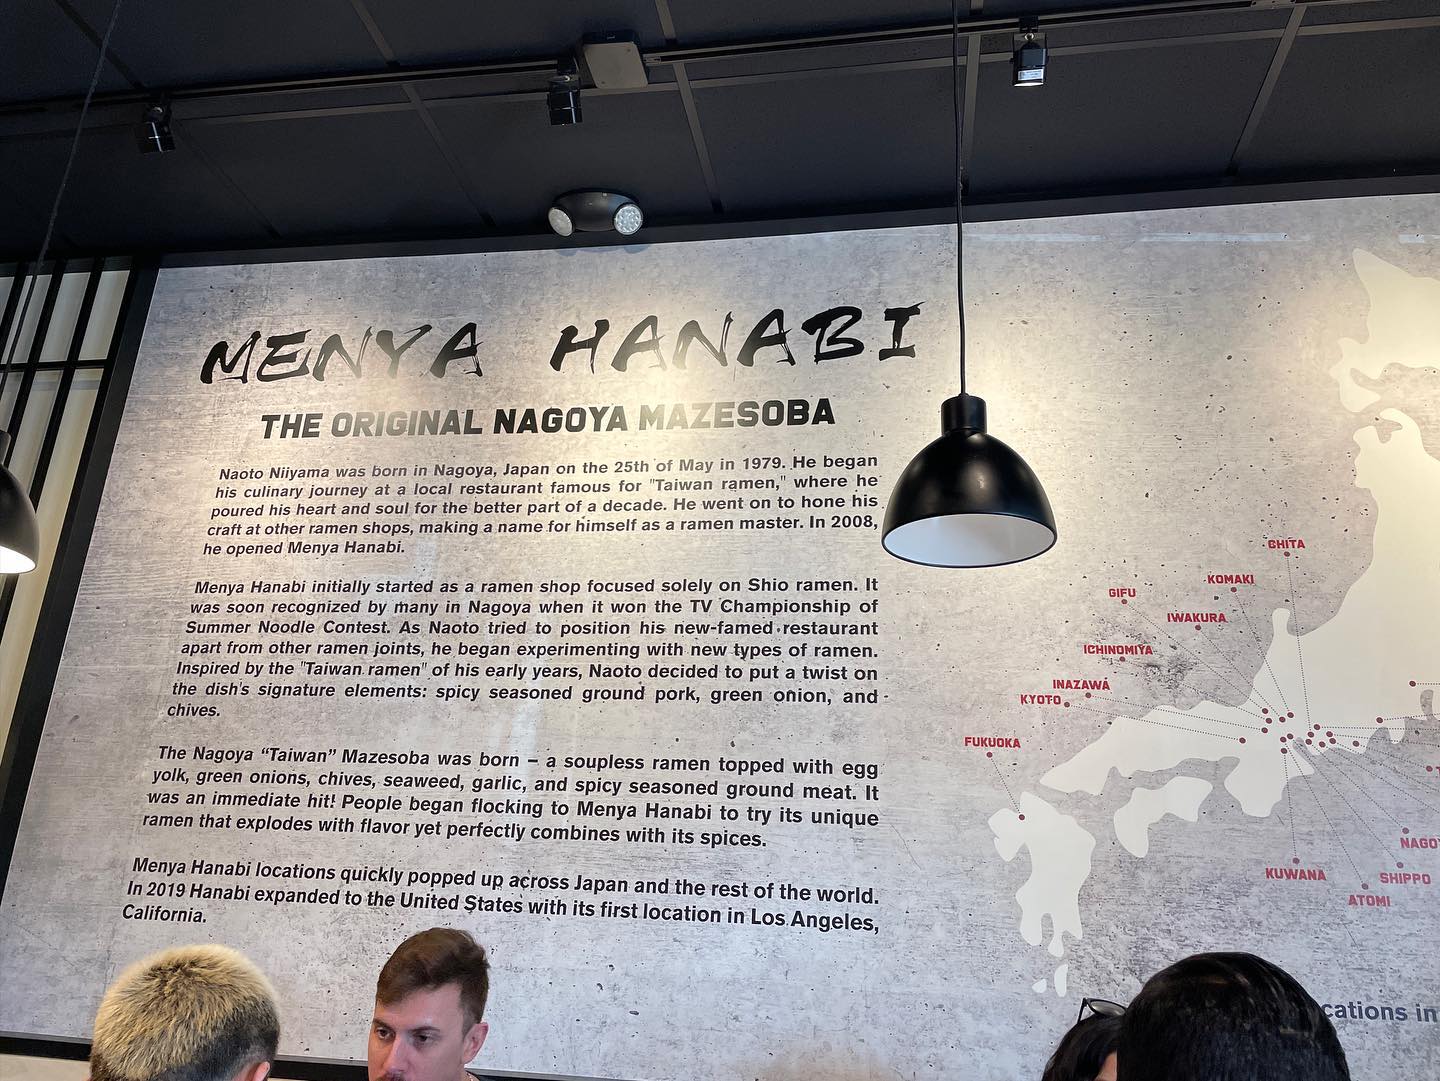 MENYA HANABI
THE ORIGINAL NAGOYA MAZESOBA
Naoto Niiyama was born in Nagoya, Japan on the 25th of May in 1979. He began
his culinary journey at a local restaurant famous for "Taiwan ramen," where he
poured his heart and soul for the better part of a decade. He went on to hone his
craft at other ramen shops, making a name for himself as a ramen master. In 2008,
he opened Menya Hanabi.
Menya Hanabi initially started as a ramen shop focused solely on Shio ramen. It
was soon recognized by many in Nagoya when it won the TV Championship of
Summer Noodle Contest. As Naoto tried to position his new-famed restaurant
apart from other ramen joints, he began experimenting with new types of ramen.
Inspired by the "Taiwan ramen" of his early years, Naoto decided to put a twist on
the dish's signature elements: spicy seasoned ground pork, green onion, and
chives.
The Nagoya “Taiwan” Mazesoba was born – a soupless ramen topped with egg
yolk, green onions, chives, seaweed, garlic, and spicy seasoned ground meat. It
was an immediate hit! People began flocking to Menya Hanabi to try its unique
ramen that explodes with flavor yet perfectly combines with its spices.
Menya Hanabi locations quickly popped up across Japan and the rest of the world.
In 2019 Hanabi expanded to the United States with its first location in Los Angeles,
California.
CHITA
KOMAKI
GIFU
IWAKURA
ICHINOMIYA
INAZAWA
KYOTO
FUKUOKA
NAGO
KUWANA
SHIPPO
ATOMI
cations in